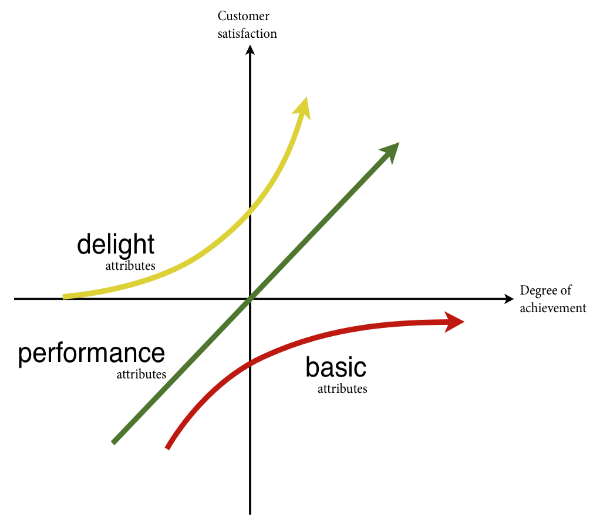 Customer
satisfaction
delight
attributes
Degree of
achievement
performance
attributes
basic
attributes